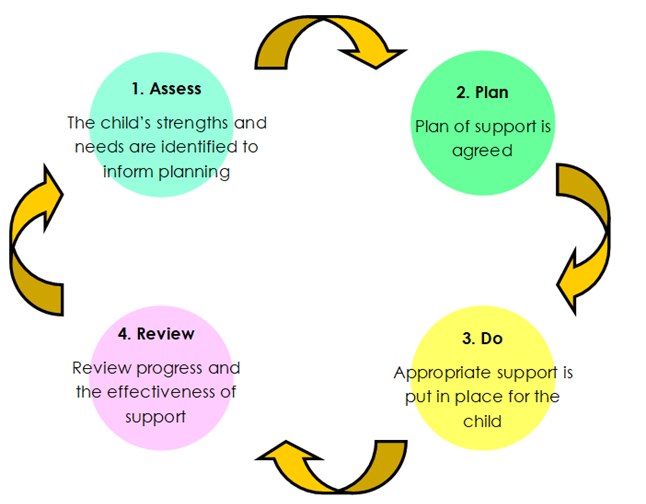 1. Assess
The child’s strengths and
needs are identified to
inform planning
2. Plan
Plan of support is
agreed
3. Do
Appropriate support is
put in place for the
child
4. Review
Review progress and
the effectiveness of
support